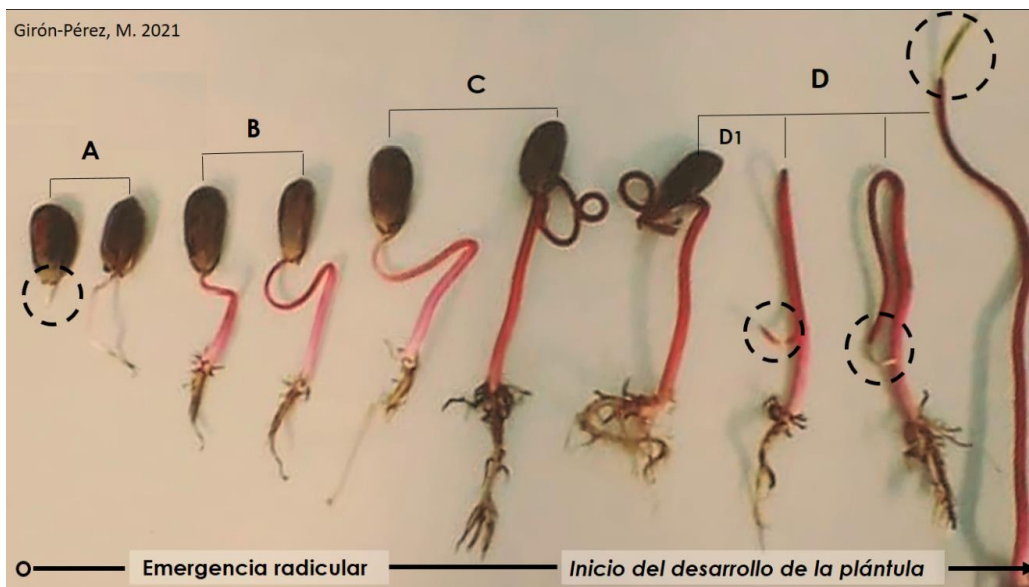 Girón-Pérez, M. 2021
A
B
C
D
D1
Emergencia radicular
Inicio del desarrollo de la plántula